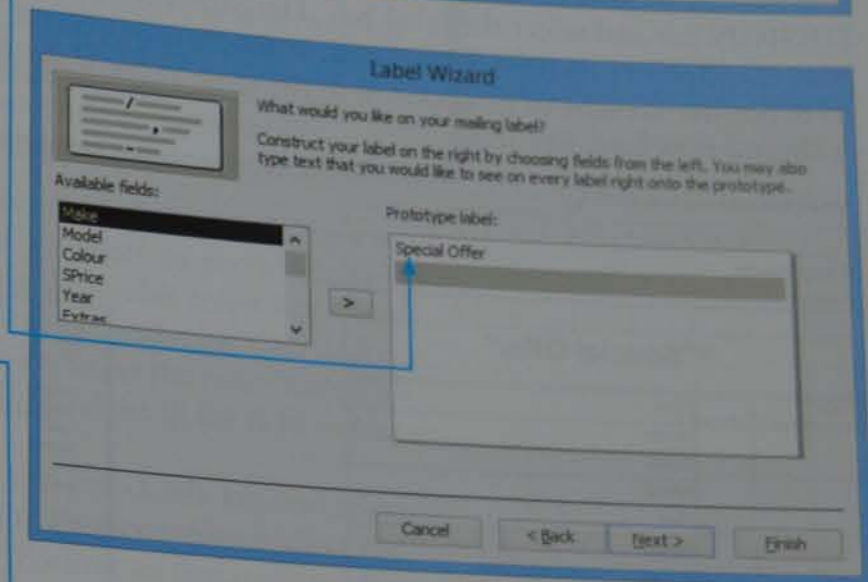 Label Wizard
What would you like on your mailing label?
Construct your label on the right by choosing fields from the left. You may also
type text that you would like to see on every label right onto the prototype.
Available fields:
Prototype label:
Make
Model
Colour
SPrice
Year
Extras
>
Special Offer
Cancel
< Back
Next >
Finish